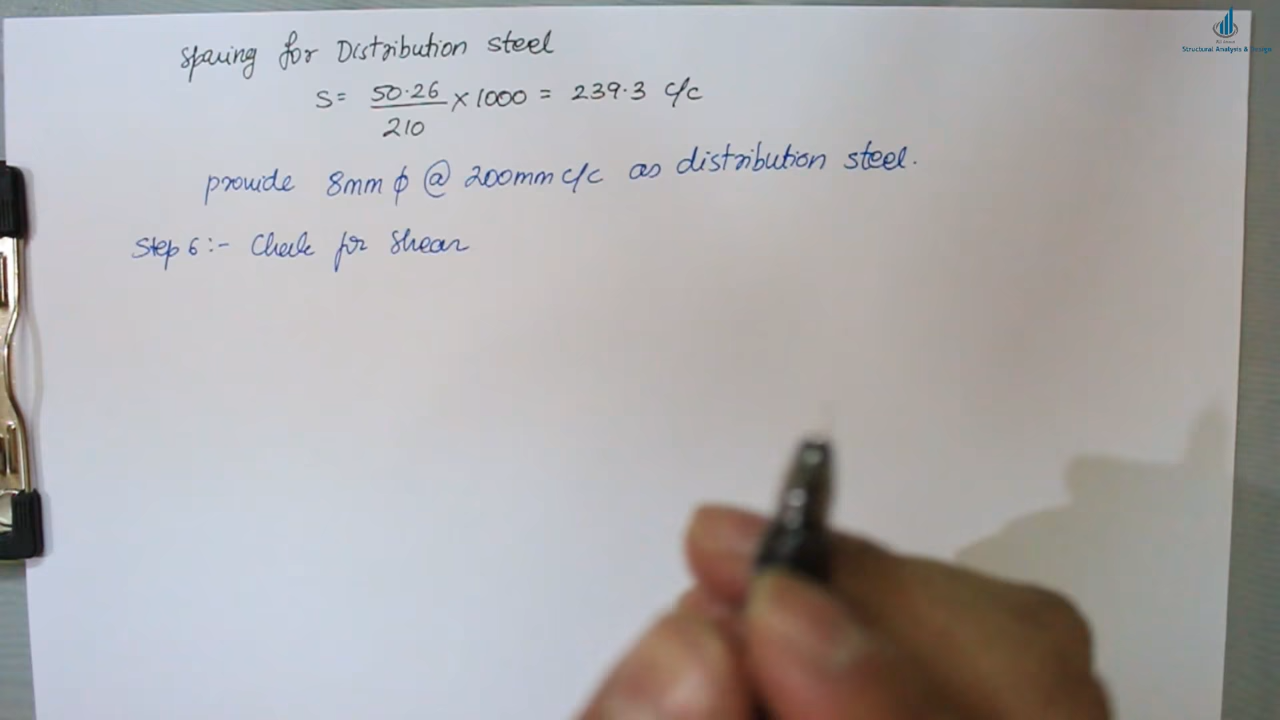 Structural Analysis & Design
Spacing for Distribution steel
S= 50.26/210 × 1000 = 239.3 c/c
provide 8mm ϕ @ 200mm c/c as distribution steel.
Step 6:- Check for Shear